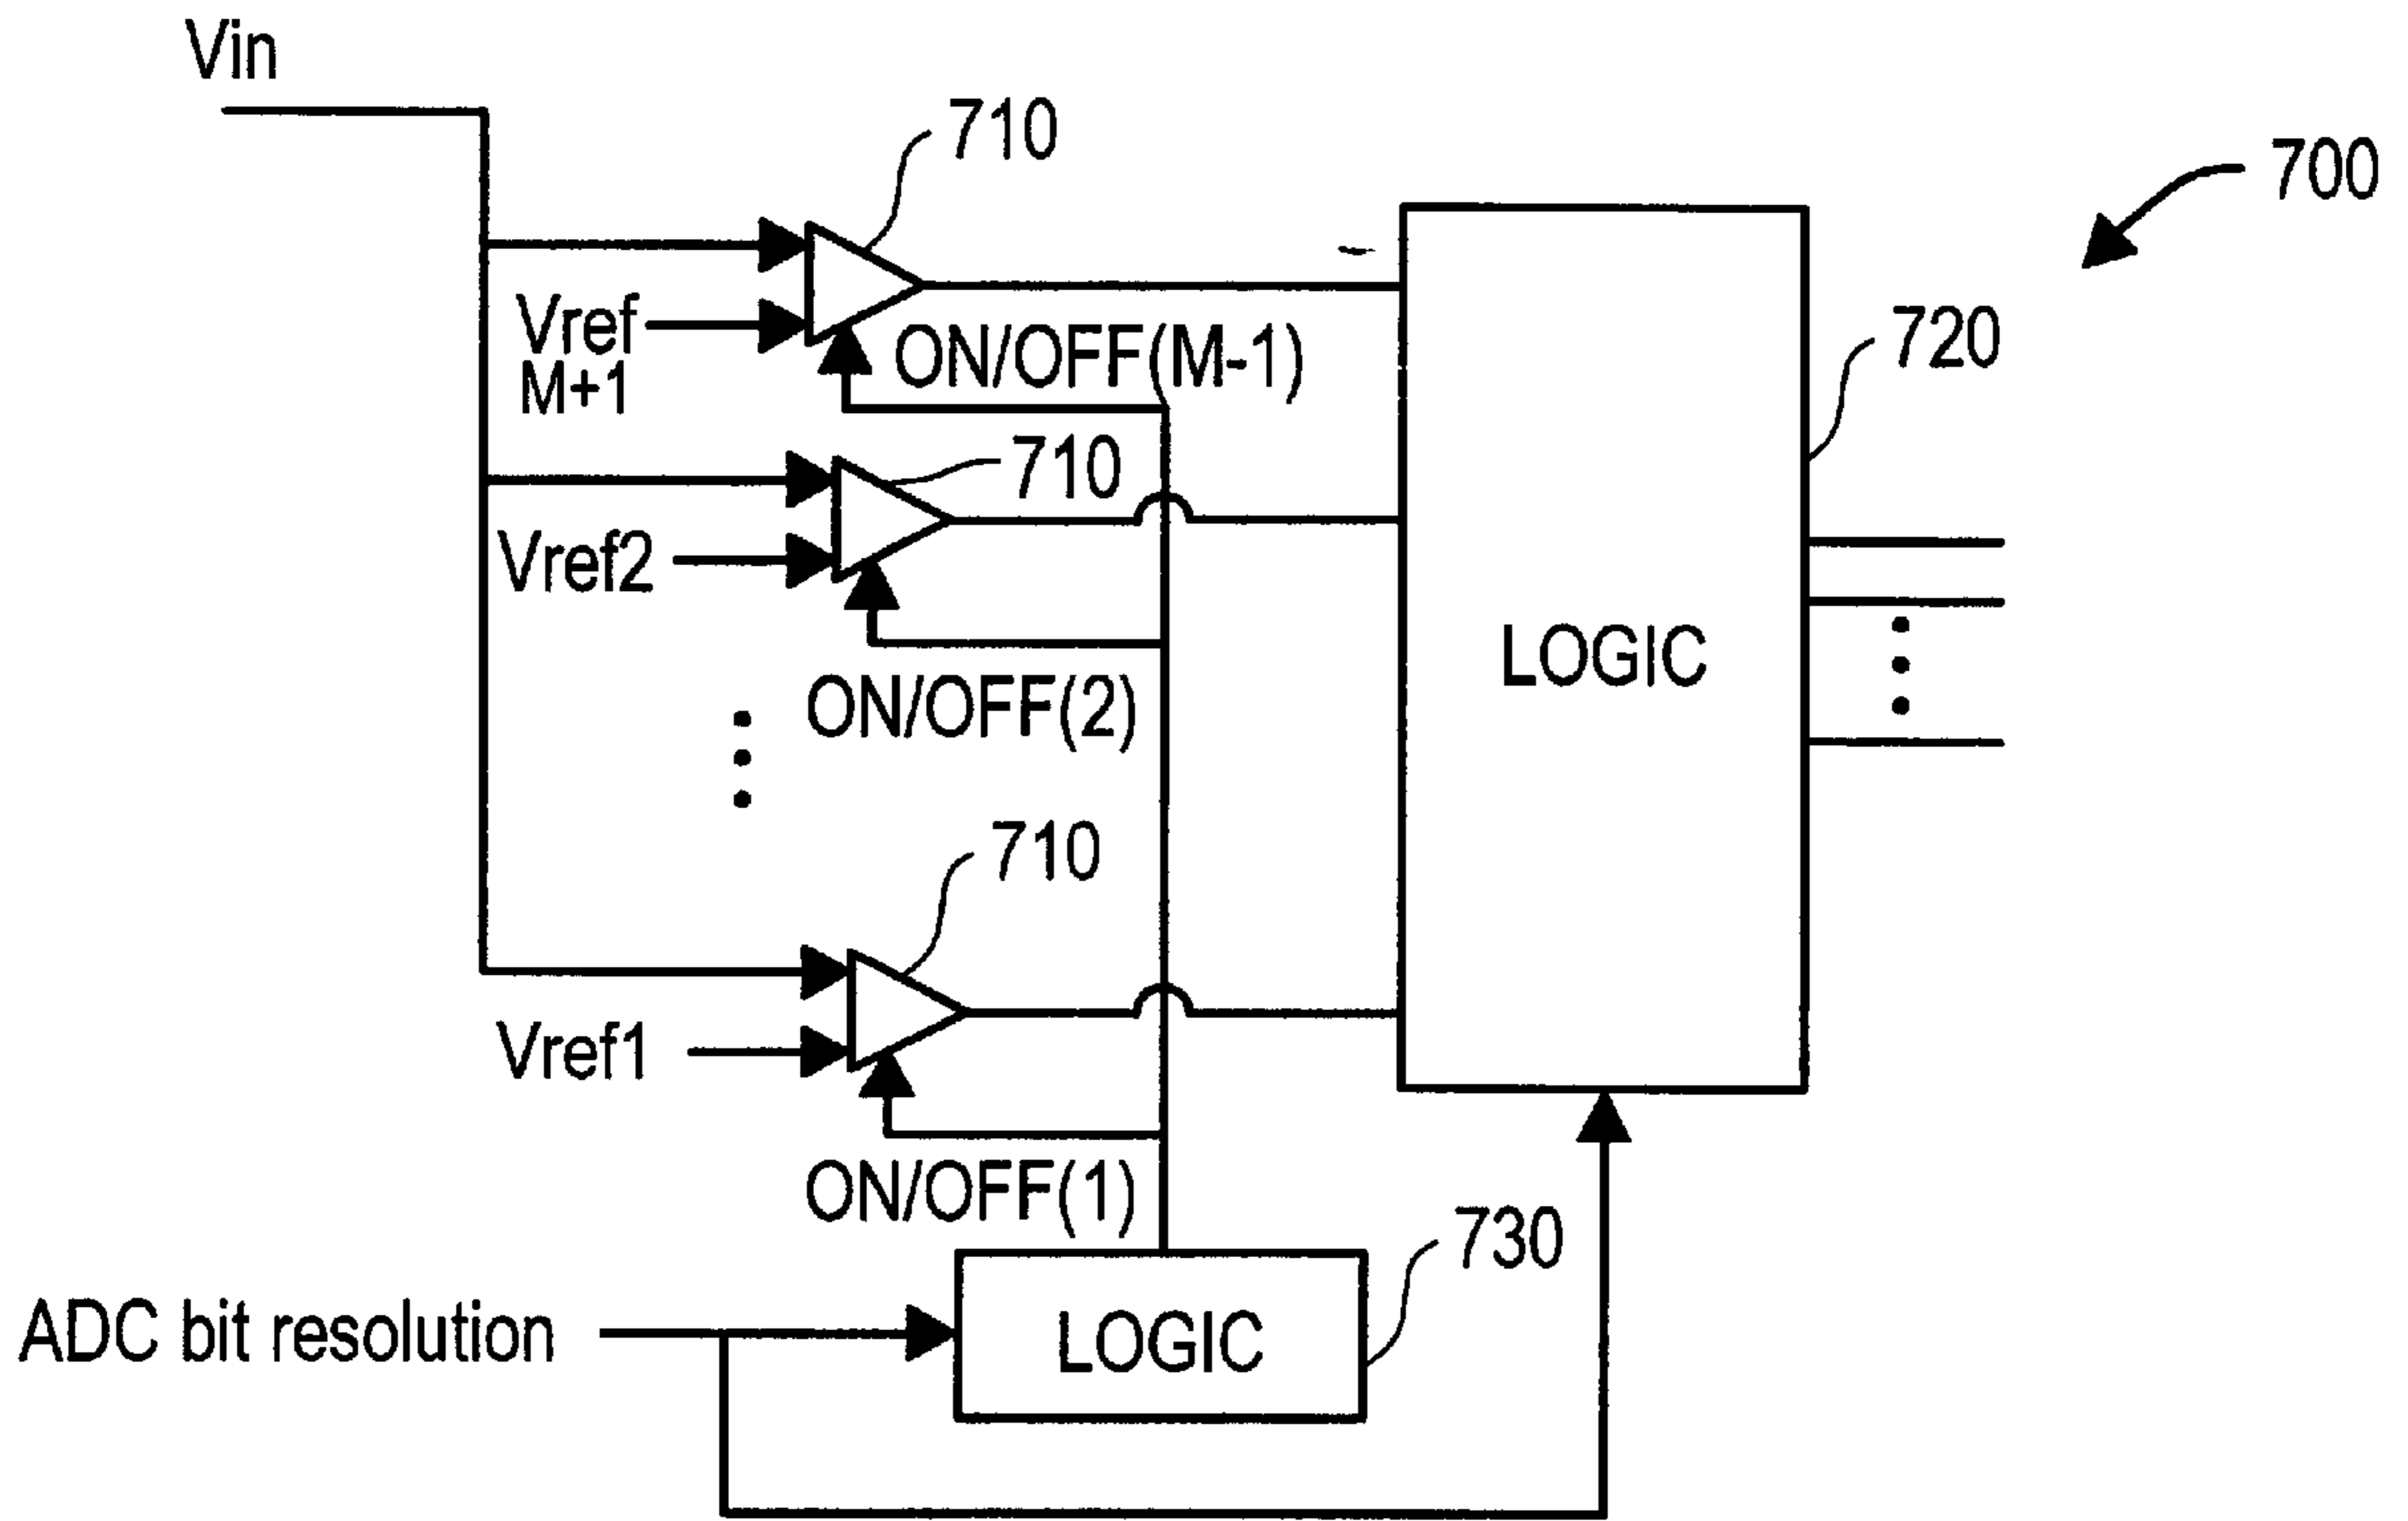 Vin
710
700
Vref
M+1
ON/OFF(M-1)
720
710
Vref2
LOGIC
ON/OFF(2)
710
Vref1
ON/OFF(1)
730
ADC bit resolution
LOGIC